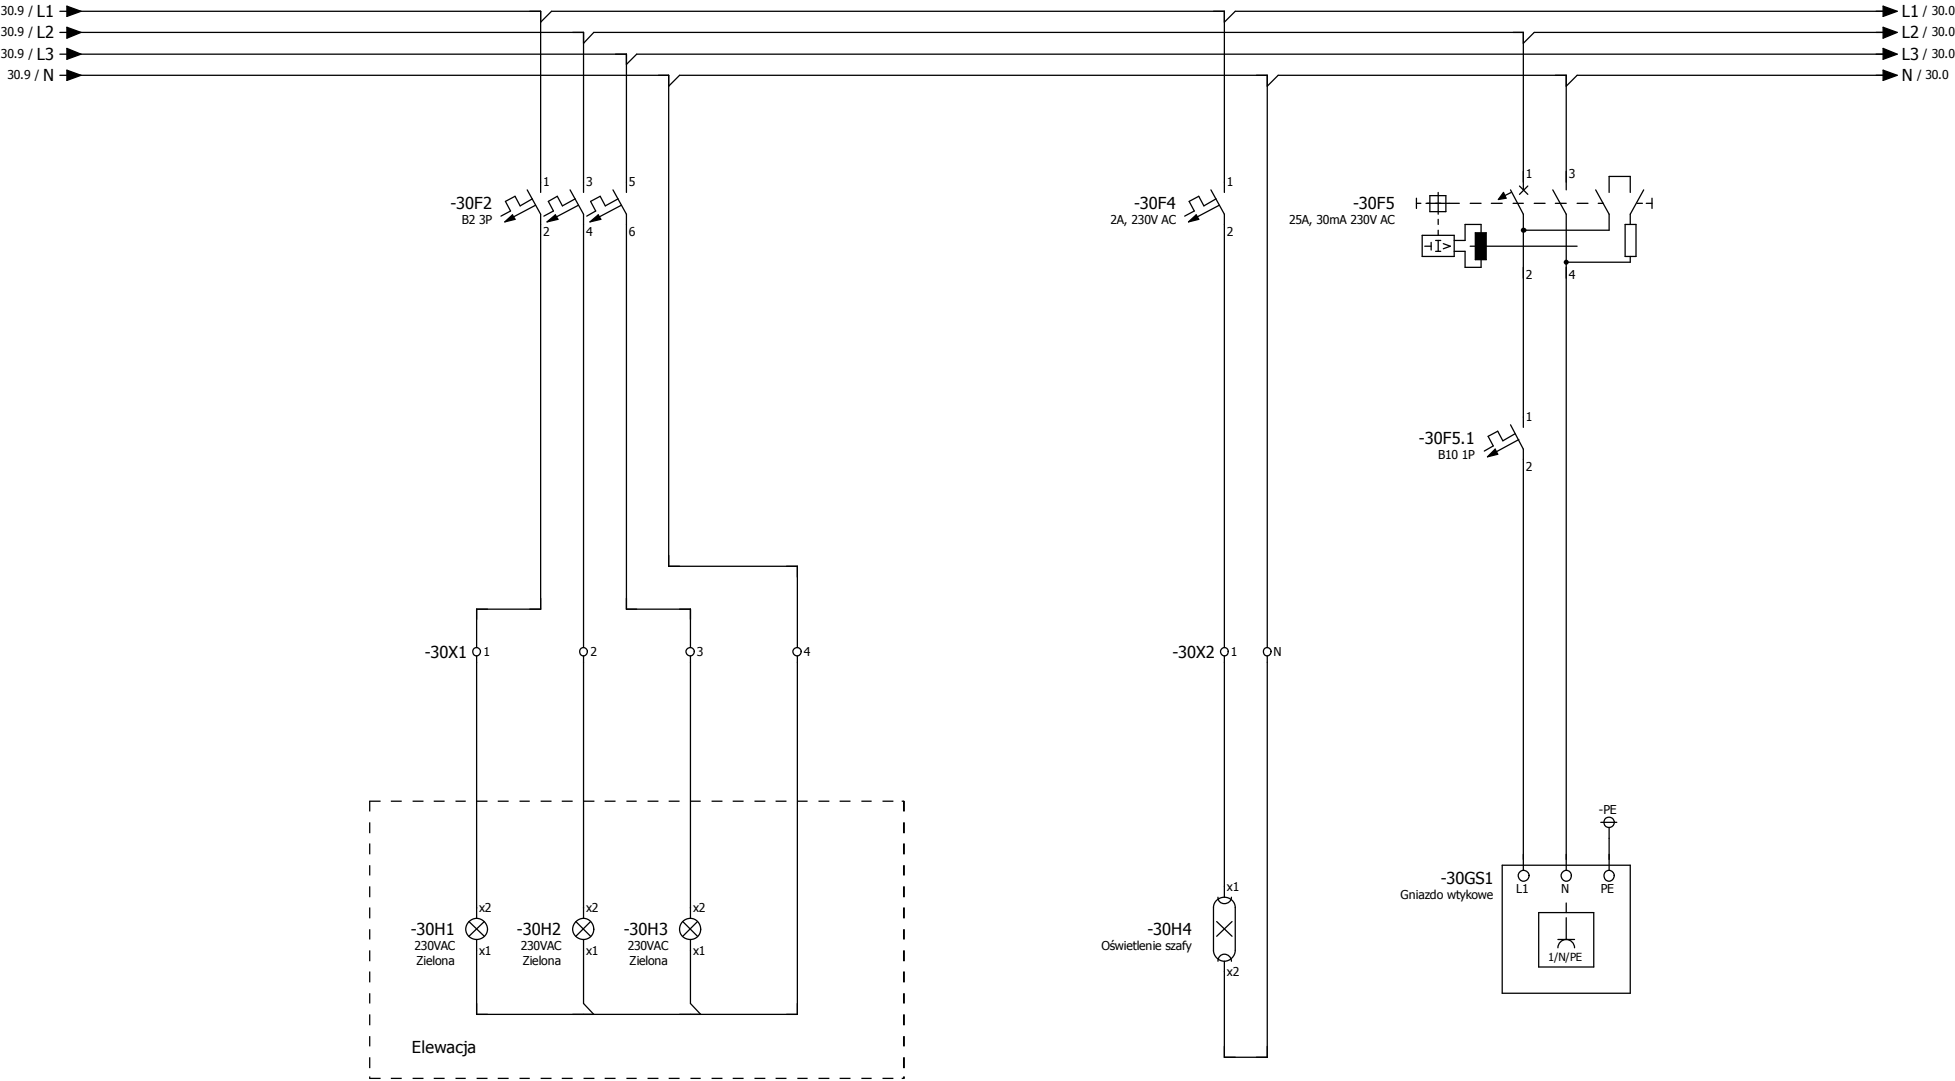 30.9 / L1
L1 / 30.0
30.9 / L2
L2 / 30.0
30.9 / L3
L3 / 30.0
30.9 / N
N / 30.0
-30F2
B2 3P
1
3
5
2
4
6
-30F4
2A, 230V AC
1
2
-30F5
25A, 30mA 230V AC
1
3
I>
2
4
-30F5.1
B10 1P
1
2
-30X1
1
2
3
4
-30X2
1
N
-30H1
230VAC
Zielona
x2
x1
-30H2
230VAC
Zielona
x2
x1
-30H3
230VAC
Zielona
x2
x1
Elewacja
-30H4
Oświetlenie szafy
x1
x2
-PE
-30GS1
Gniazdo wtykowe
L1
N
PE
1/N/PE